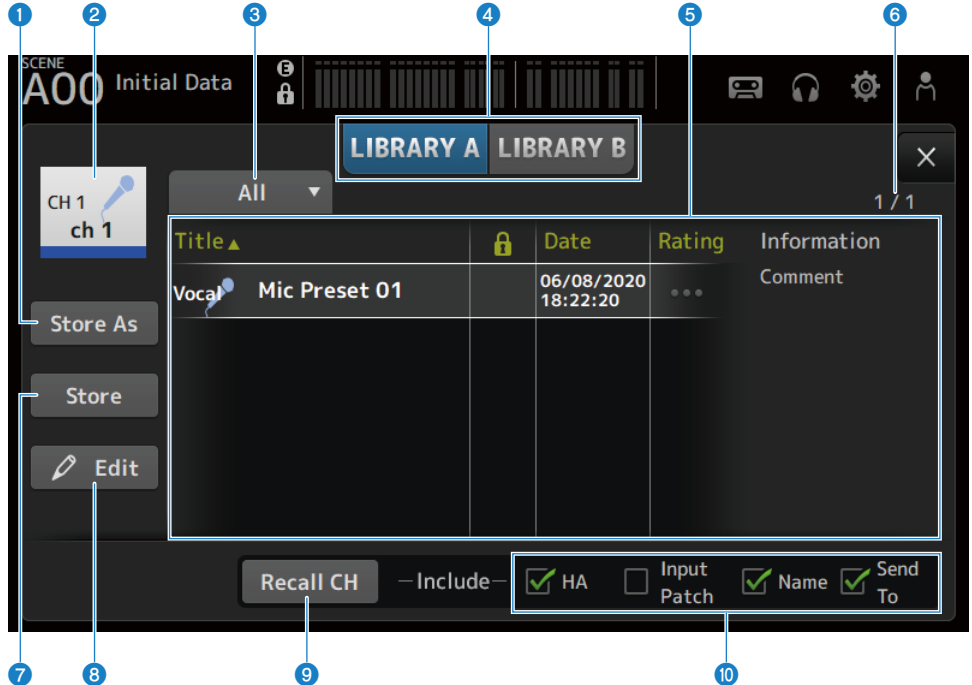 1 2 3 4 5 6
SCENE
A00 Initial Data
E
LIBRARY A LIBRARY B
CH 1
ch 1
All ▼
1 / 1
Title▲ Date Rating Information
Vocal Mic Preset 01 06/08/2020 18:22:20 ••• Comment
Store As
Store
Edit
Recall CH —Include— HA Input Patch Name Send To
7 8 9 10